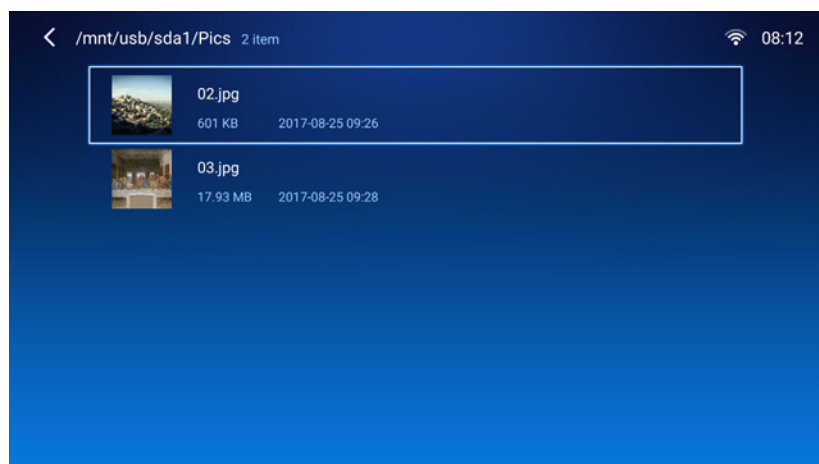 /mnt/usb/sda1/Pics 2 item 08:12
02.jpg
601 KB 2017-08-25 09:26
03.jpg
17.93 MB 2017-08-25 09:28